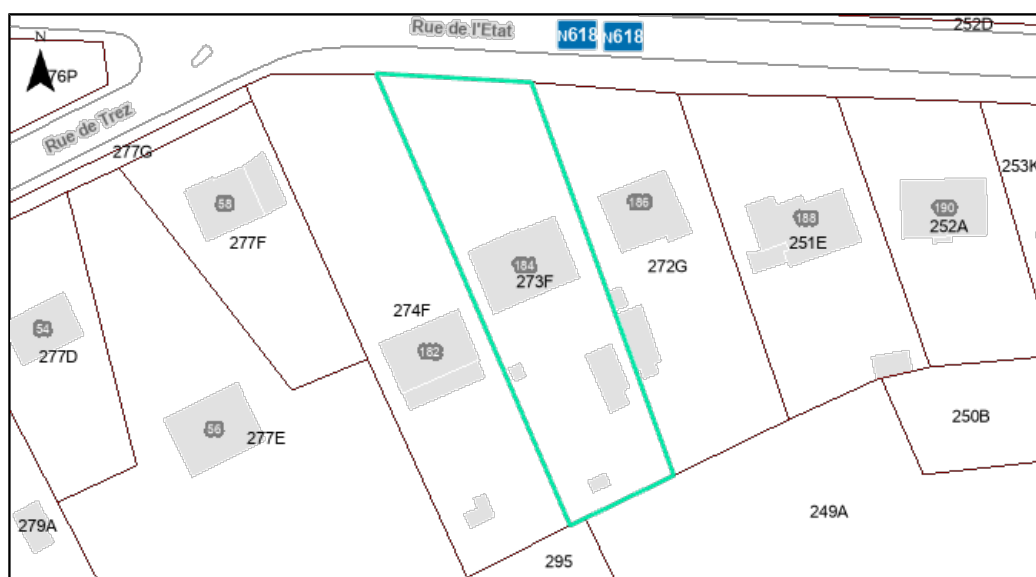 Rue de l'Etat
N618
N618
252D
N
76P
Rue de Trez
277G
253K
58
277F
186
190
188
252A
251E
184
272G
273F
274F
54
182
277D
250B
56
277E
249A
279A
295